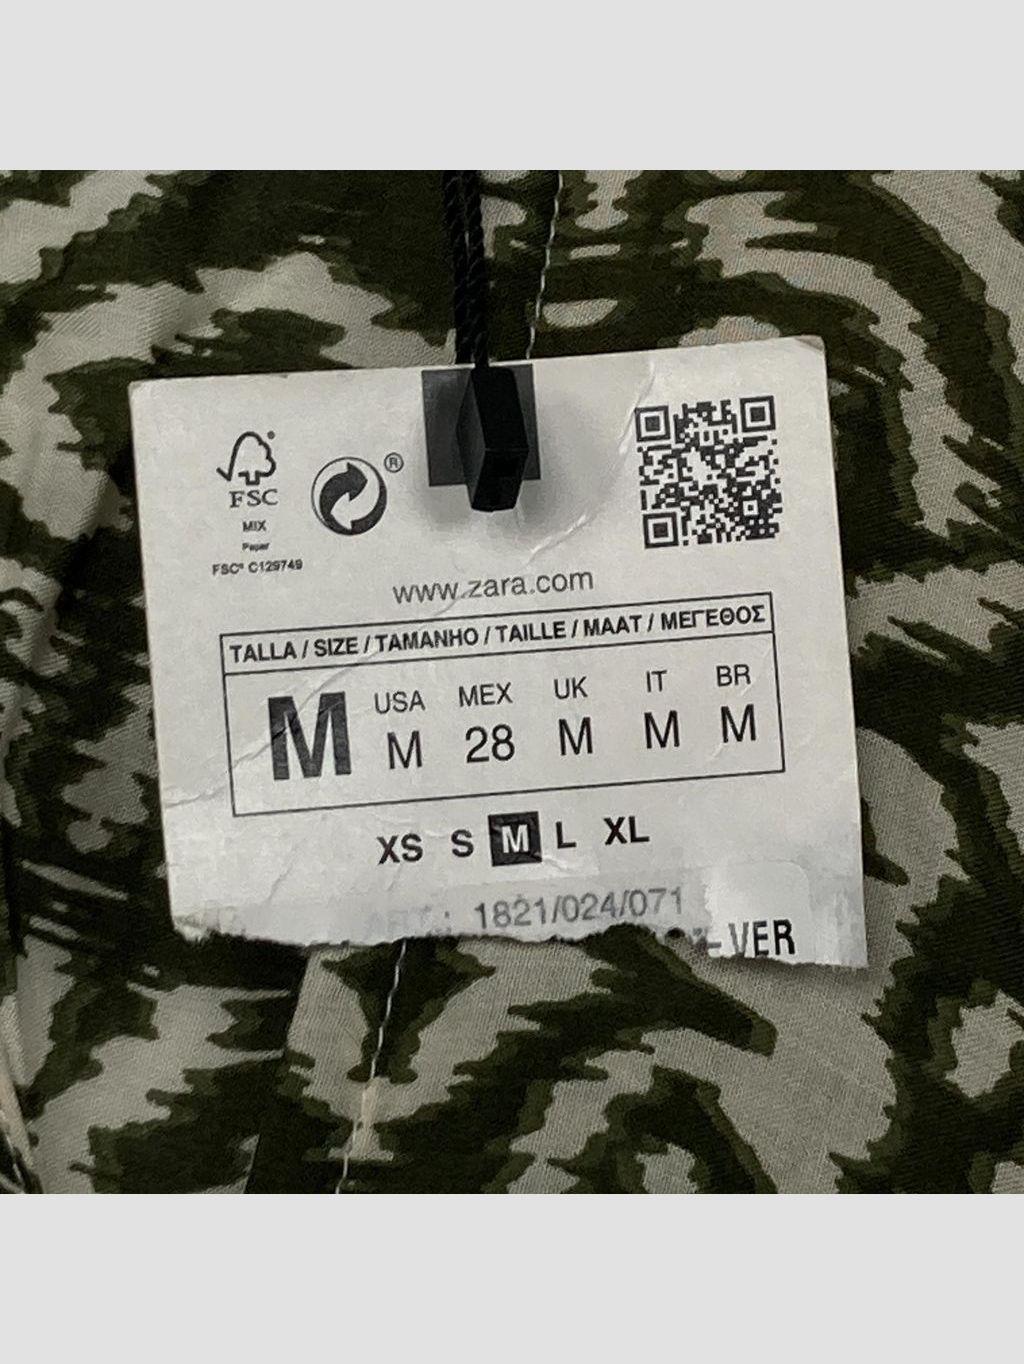 FSC
MIX
Paper
FSC® C129749
®
www.zara.com
TALLA / SIZE / TAMANHO / TAILLE / MAAT / ΜΕΓΕΘΟΣ
M
USA MEX UK IT BR
M 28 M M M
XS S M L XL
ART.: 1821/024/071
VER